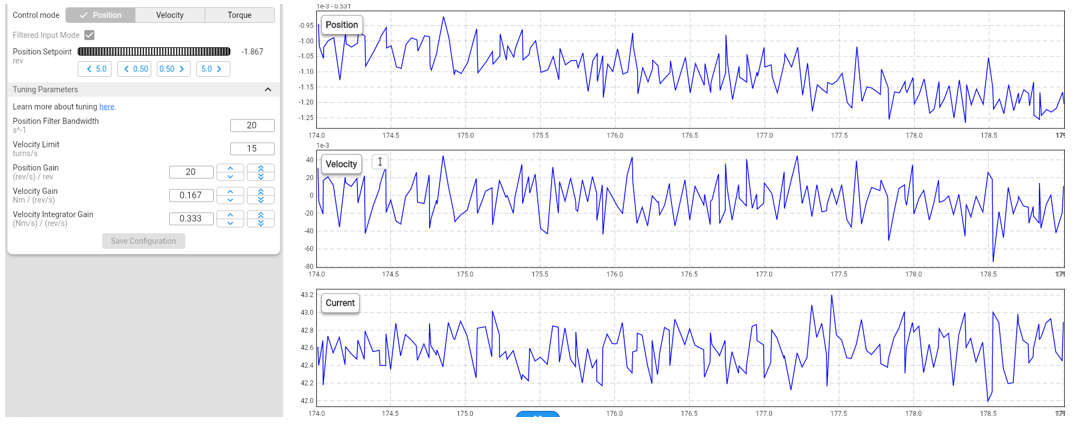 Control mode Position Velocity Torque
Filtered Input Mode
Position Setpoint -1.867
rev
5.0 0.50 0.50 5.0
Tuning Parameters
Learn more about tuning here.
Position Filter Bandwidth 20
s^-1
Velocity Limit 15
turns/s
Position Gain 20
(rev/s) / rev
Velocity Gain 0.167
Nm / (rev/s)
Velocity Integrator Gain 0.333
(Nm/s) / (rev/s)
Save Configuration
1e-3 - 0.531
Position
-0.95
-1.00
-1.05
-1.10
-1.15
-1.20
-1.25
174.0 174.5 175.0 175.5 176.0 176.5 177.0 177.5 178.0 178.5
1e-3
Velocity
40
20
0
-20
-40
-60
-80
174.0 174.5 175.0 175.5 176.0 176.5 177.0 177.5 178.0 178.5
Current
43.2
43.0
42.8
42.6
42.4
42.2
42.0
174.0 174.5 175.0 175.5 176.0 176.5 177.0 177.5 178.0 178.5